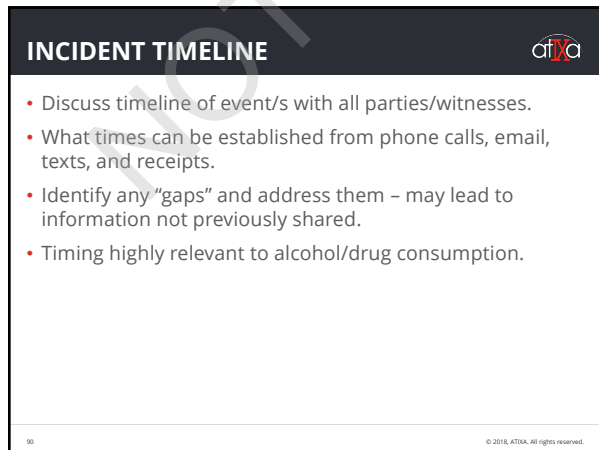 INCIDENT TIMELINE
atIXa
• Discuss timeline of event/s with all parties/witnesses.
• What times can be established from phone calls, email,
texts, and receipts.
• Identify any “gaps” and address them – may lead to
information not previously shared.
• Timing highly relevant to alcohol/drug consumption.
NOT
90
© 2018, ATIXA. All rights reserved.